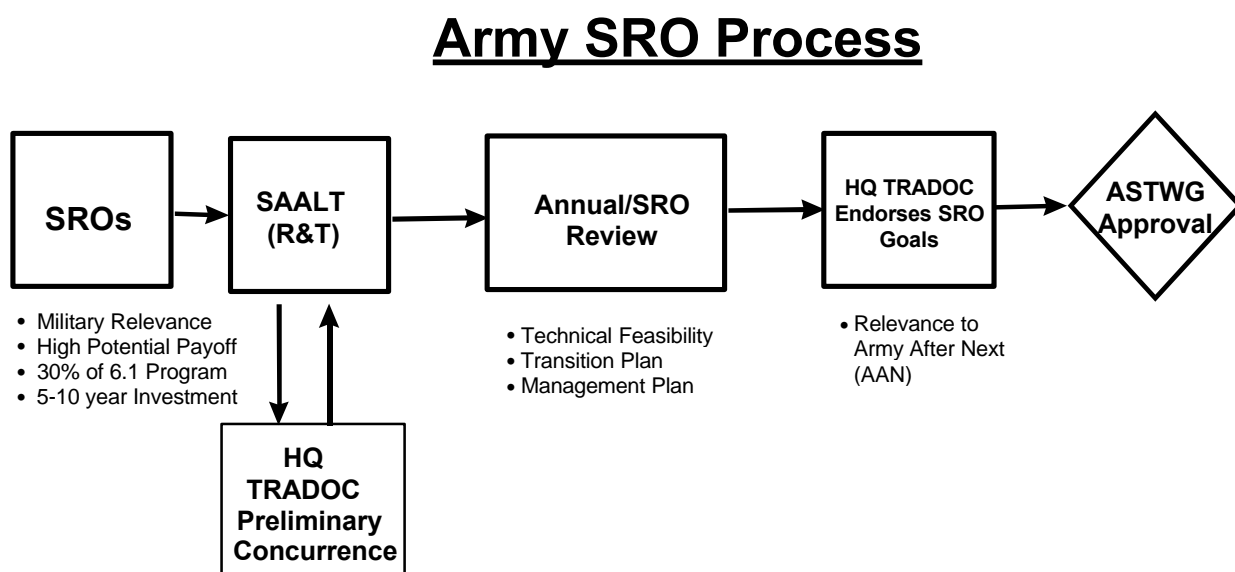 Army SRO Process
SROs
SAALT
(R&T)
Annual/SRO
Review
HQ TRADOC
Endorses SRO
Goals
ASTWG
Approval
• Military Relevance
• High Potential Payoff
• 30% of 6.1 Program
• 5-10 year Investment
• Technical Feasibility
• Transition Plan
• Management Plan
• Relevance to
Army After Next
(AAN)
HQ
TRADOC
Preliminary
Concurrence